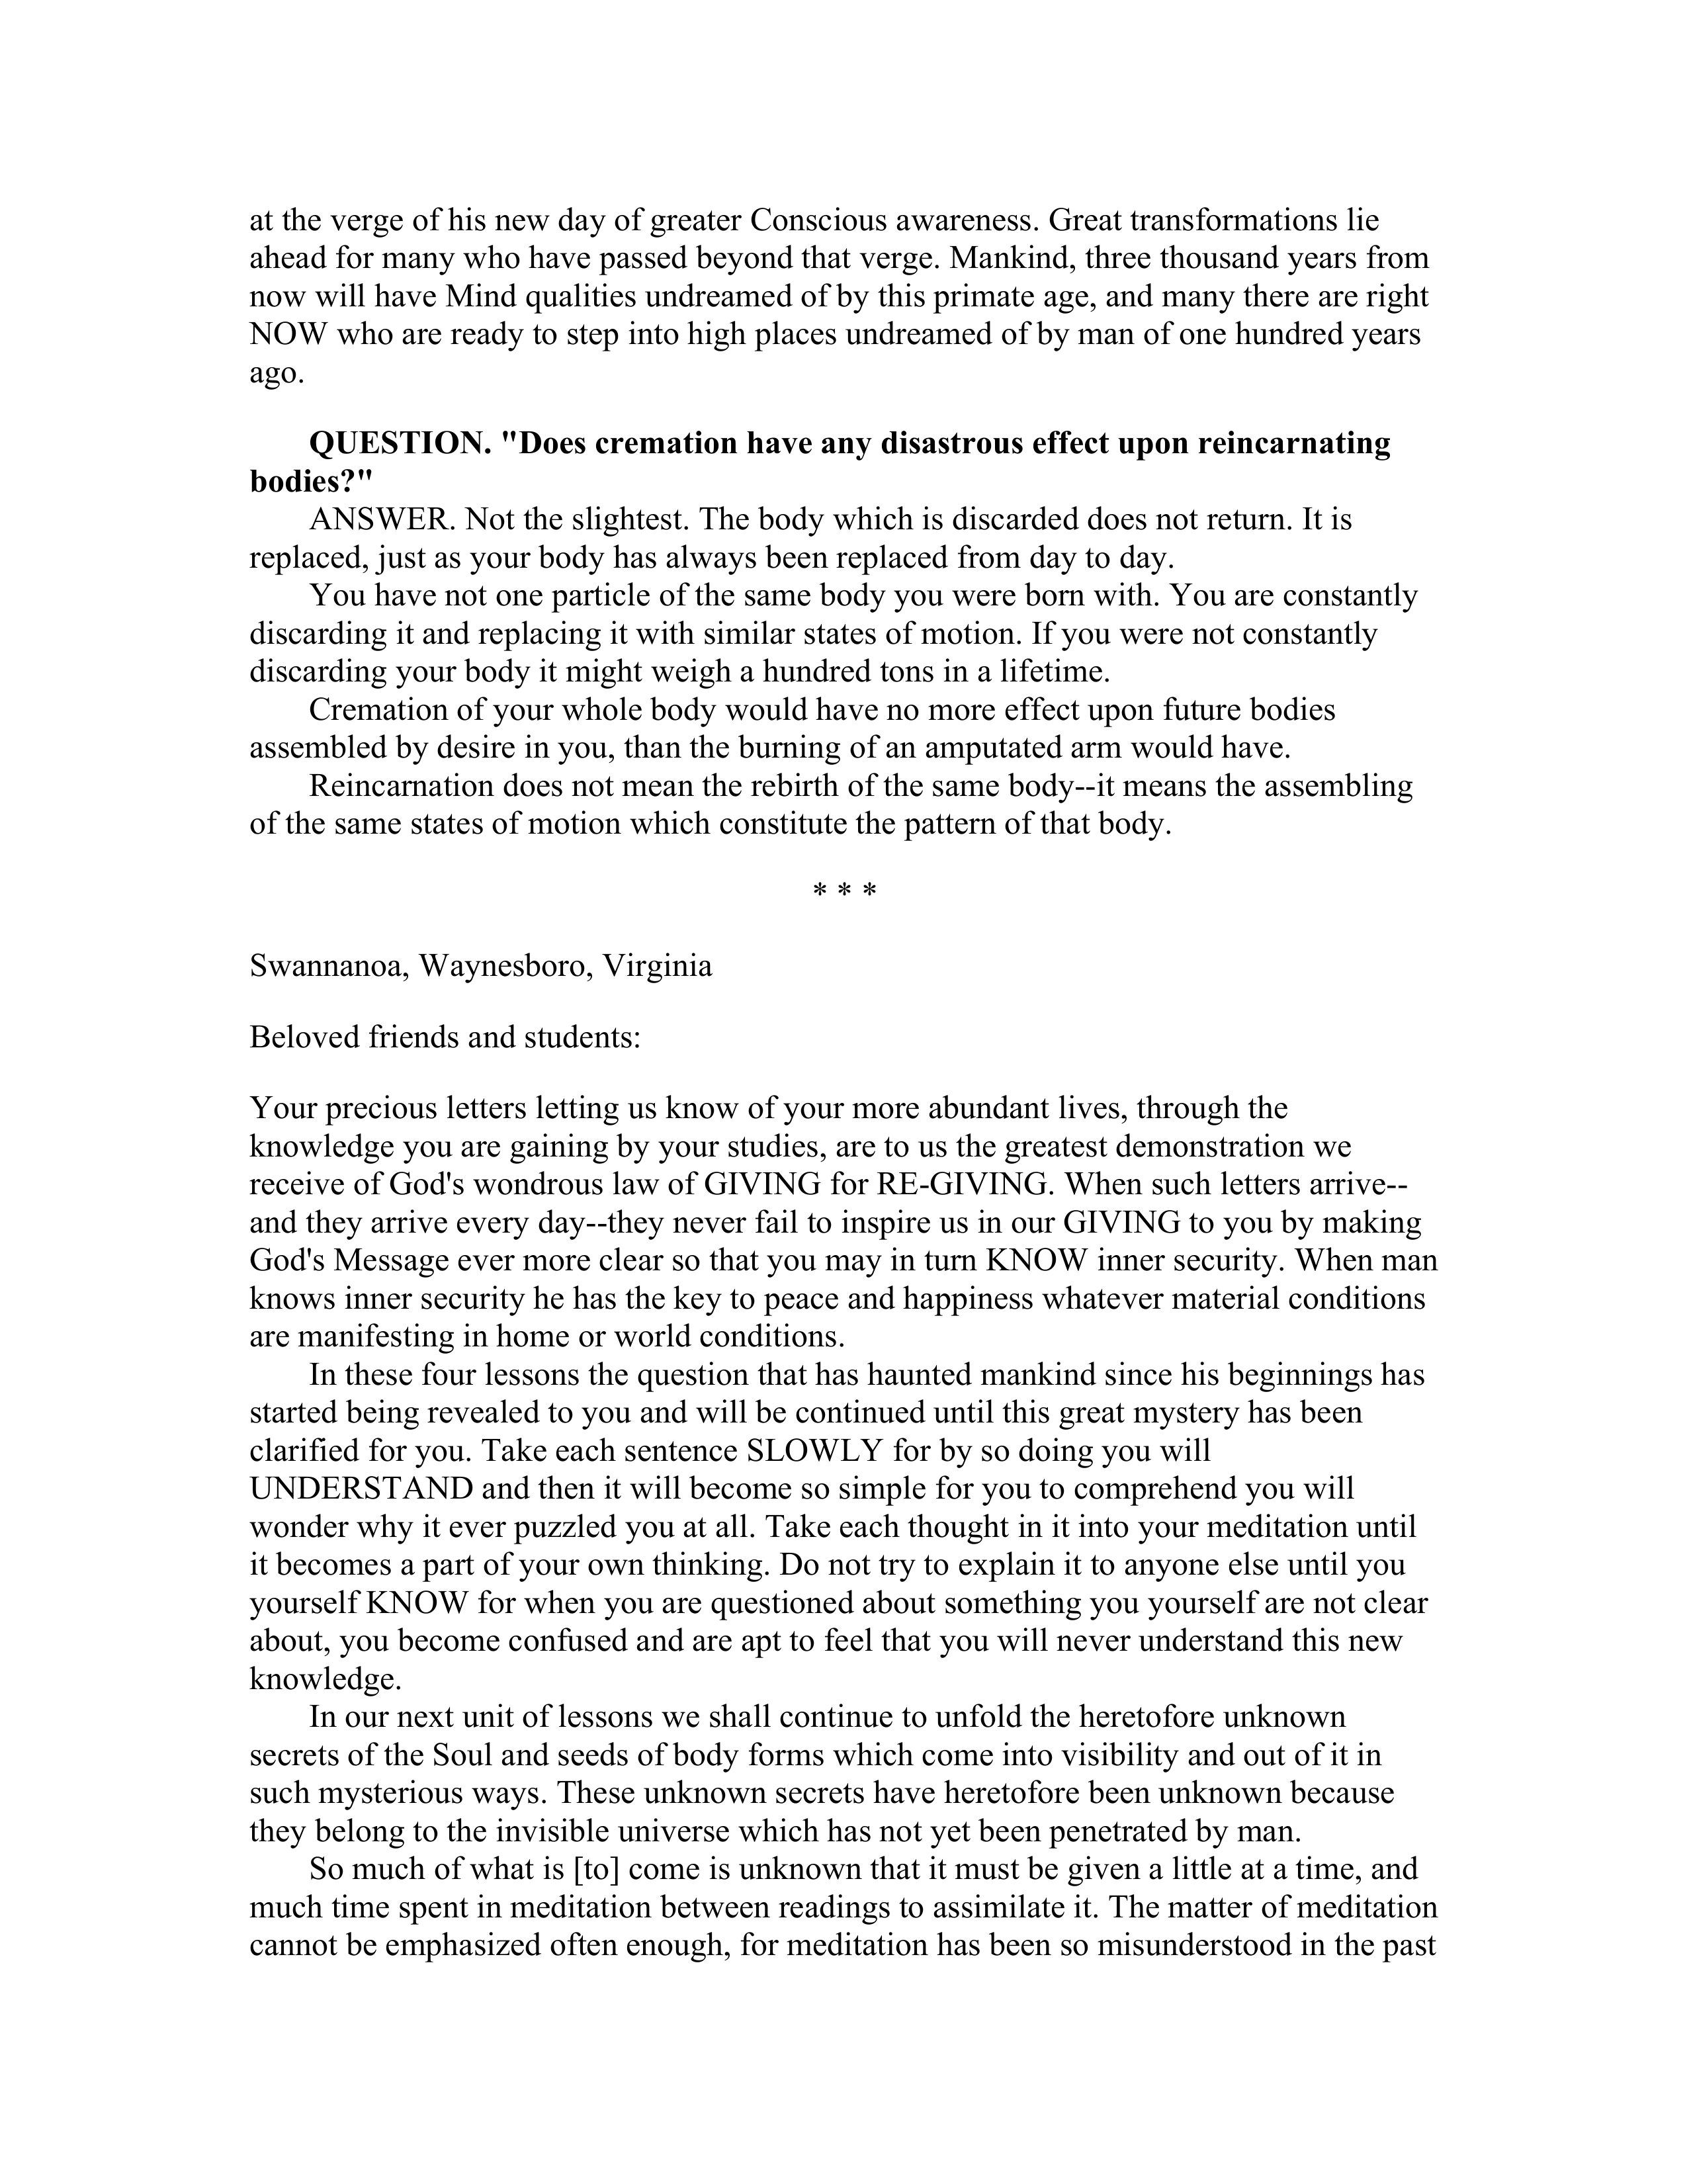 at the verge of his new day of greater Conscious awareness. Great transformations lie
ahead for many who have passed beyond that verge. Mankind, three thousand years from
now will have Mind qualities undreamed of by this primate age, and many there are right
NOW who are ready to step into high places undreamed of by man of one hundred years
ago.
QUESTION. "Does cremation have any disastrous effect upon reincarnating
bodies?"
ANSWER. Not the slightest. The body which is discarded does not return. It is
replaced, just as your body has always been replaced from day to day.
You have not one particle of the same body you were born with. You are constantly
discarding it and replacing it with similar states of motion. If you were not constantly
discarding your body it might weigh a hundred tons in a lifetime.
Cremation of your whole body would have no more effect upon future bodies
assembled by desire in you, than the burning of an amputated arm would have.
Reincarnation does not mean the rebirth of the same body--it means the assembling
of the same states of motion which constitute the pattern of that body.
* * *
Swannanoa, Waynesboro, Virginia
Beloved friends and students:
Your precious letters letting us know of your more abundant lives, through the
knowledge you are gaining by your studies, are to us the greatest demonstration we
receive of God's wondrous law of GIVING for RE-GIVING. When such letters arrive--
and they arrive every day--they never fail to inspire us in our GIVING to you by making
God's Message ever more clear so that you may in turn KNOW inner security. When man
knows inner security he has the key to peace and happiness whatever material conditions
are manifesting in home or world conditions.
In these four lessons the question that has haunted mankind since his beginnings has
started being revealed to you and will be continued until this great mystery has been
clarified for you. Take each sentence SLOWLY for by so doing you will
UNDERSTAND and then it will become so simple for you to comprehend you will
wonder why it ever puzzled you at all. Take each thought in it into your meditation until
it becomes a part of your own thinking. Do not try to explain it to anyone else until you
yourself KNOW for when you are questioned about something you yourself are not clear
about, you become confused and are apt to feel that you will never understand this new
knowledge.
In our next unit of lessons we shall continue to unfold the heretofore unknown
secrets of the Soul and seeds of body forms which come into visibility and out of it in
such mysterious ways. These unknown secrets have heretofore been unknown because
they belong to the invisible universe which has not yet been penetrated by man.
So much of what is [to] come is unknown that it must be given a little at a time, and
much time spent in meditation between readings to assimilate it. The matter of meditation
cannot be emphasized often enough, for meditation has been so misunderstood in the past